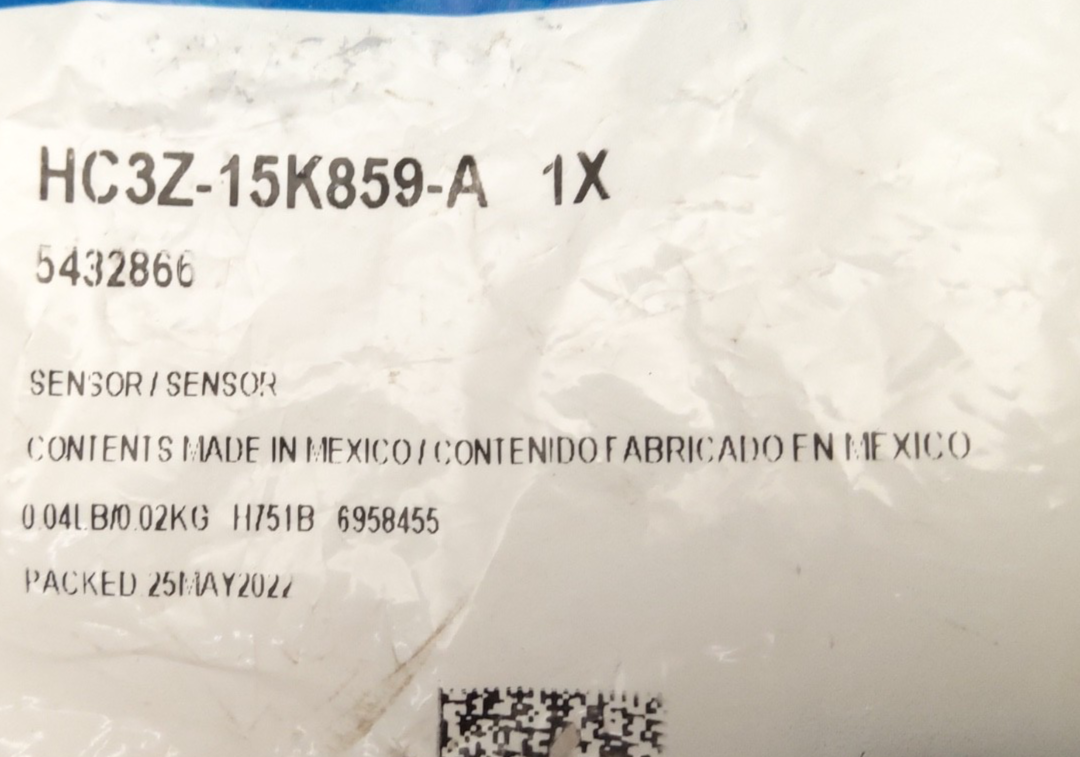 HC3Z-15K859-A 1X
5432866
SENSOR / SENSOR
CONTENTS MADE IN MEXICO / CONTENIDO FABRICADO EN MEXICO
0.04LB/0.02KG H751B 6958455
PACKED 25MAY2022